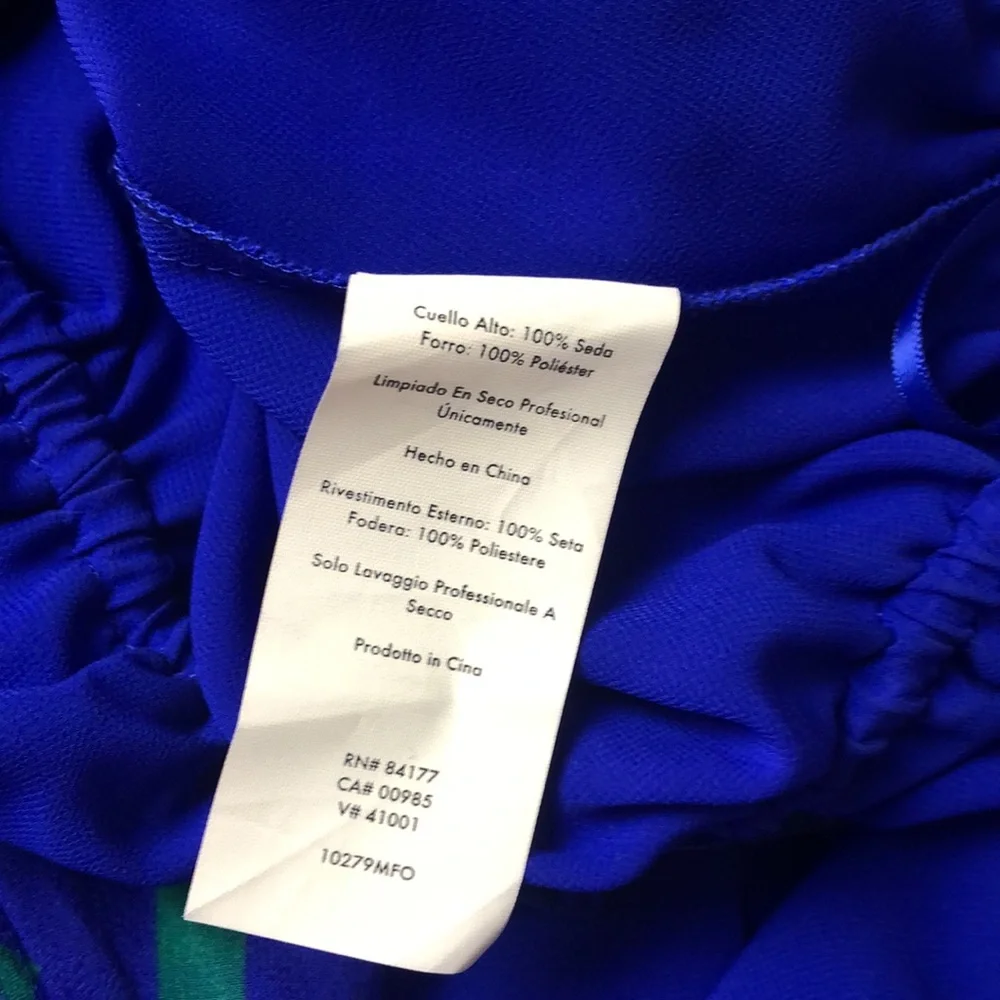 Cuello Alto: 100% Seda
Forro: 100% Poliéster
Limpiado En Seco Profesional
Únicamente
Hecho en China
Rivestimento Esterno: 100% Seta
Fodera: 100% Poliestere
Solo Lavaggio Professionale A
Secco
Prodotto in Cina
RN# 84177
CA# 00985
V# 41001
10279MFO